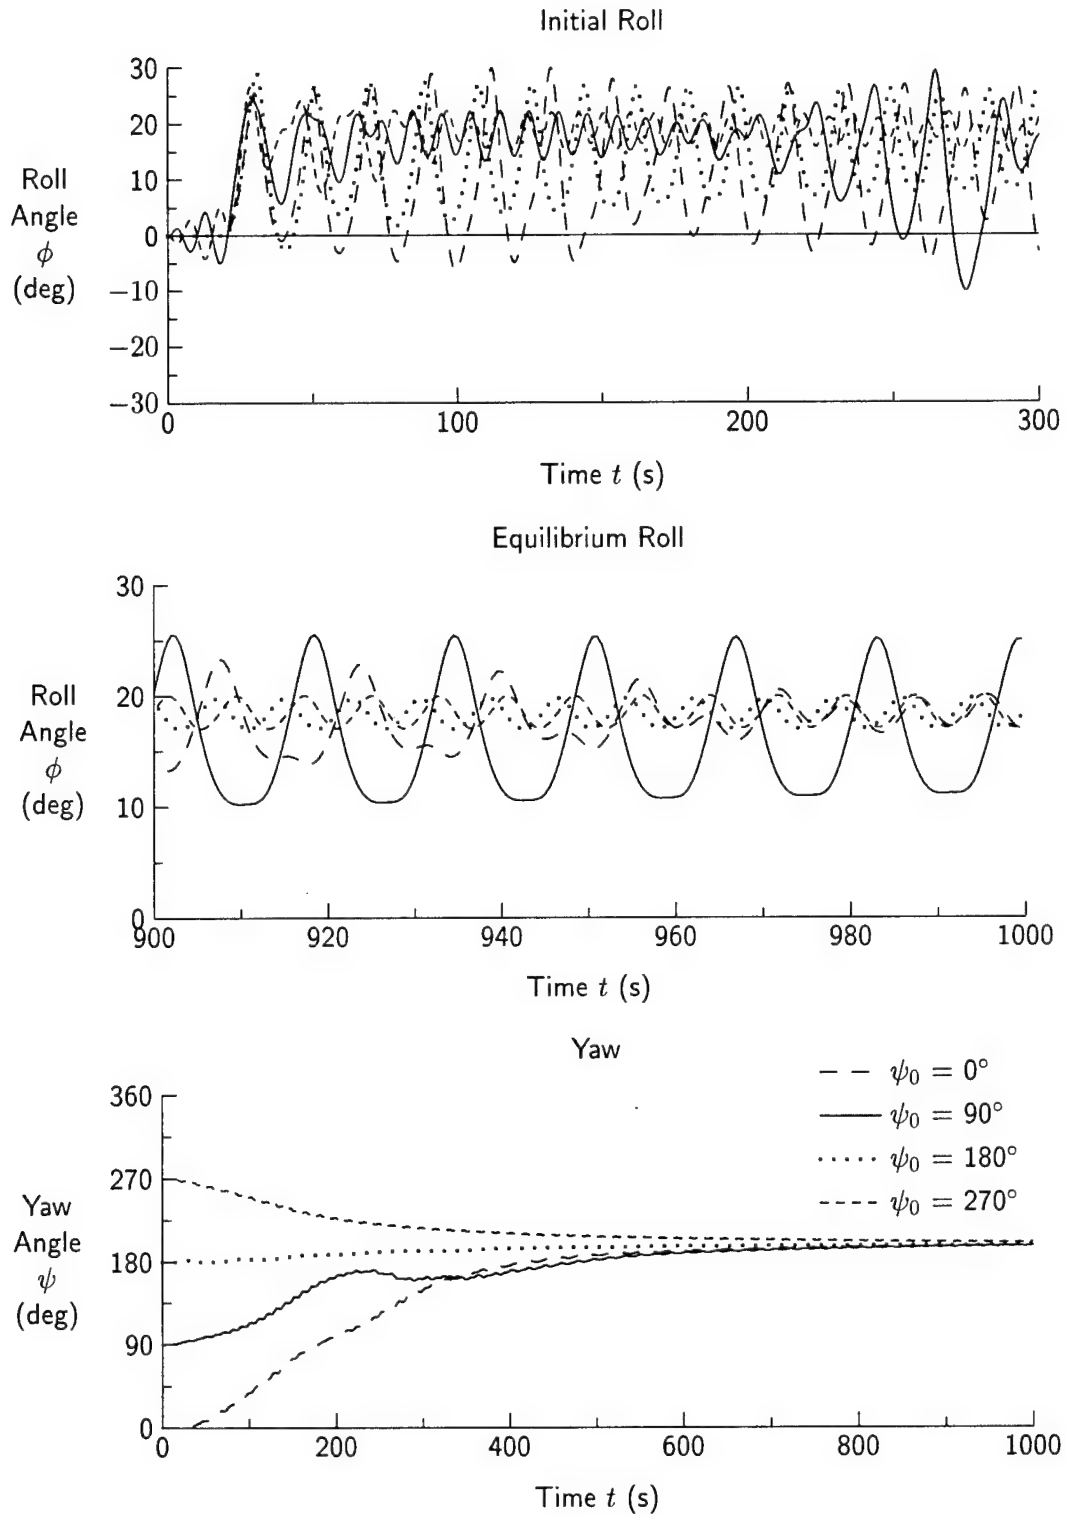 Initial Roll
30
20
10
0
−10
−20
−30
Roll
Angle
ϕ
(deg)
0
100
200
300
Time t (s)
Equilibrium Roll
30
20
10
0
Roll
Angle
ϕ
(deg)
900
920
940
960
980
1000
Time t (s)
Yaw
ψ₀ = 0°
ψ₀ = 90°
ψ₀ = 180°
ψ₀ = 270°
360
270
180
90
0
Yaw
Angle
ψ
(deg)
0
200
400
600
800
1000
Time t (s)